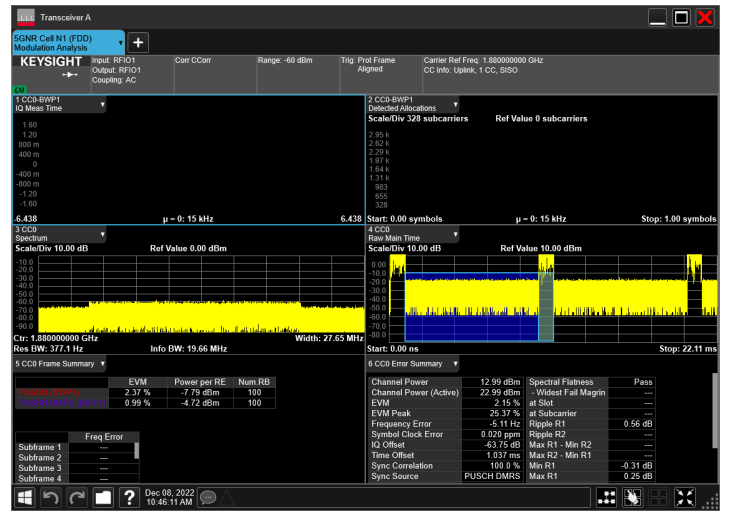 Transceiver A
5GNR Cell N1 (FDD)
Modulation Analysis
KEYSIGHT
LXI
Input: RFIO1
Output: RFIO1
Coupling: AC
Corr CCorr
Range: -60 dBm
Trig: Prot Frame
Aligned
Carrier Ref Freq: 1.880000000 GHz
CC Info: Uplink, 1 CC, SISO
1 CC0-BWP1
IQ Meas Time
1.60
1.20
800 m
400 m
0
-400 m
-800 m
-1.20
-1.60
-6.438
μ = 0: 15 kHz
6.438
2 CC0-BWP1
Detected Allocations
Scale/Div 328 subcarriers
Ref Value 0 subcarriers
2.95 k
2.62 k
2.29 k
1.97 k
1.64 k
1.31 k
983
655
328
Start: 0.00 symbols
μ = 0: 15 kHz
Stop: 1.00 symbols
3 CC0
Spectrum
Scale/Div 10.00 dB
Ref Value 0.00 dBm
-10.0
-20.0
-30.0
-40.0
-50.0
-60.0
-70.0
-80.0
-90.0
Ctr: 1.880000000 GHz
Width: 27.65 MHz
Res BW: 377.1 Hz
Info BW: 19.66 MHz
4 CC0
Raw Main Time
Scale/Div 10.00 dB
Ref Value 10.00 dBm
0.00
-10.0
-20.0
-30.0
-40.0
-50.0
-60.0
-70.0
-80.0
Start: 0.00 ns
Stop: 22.11 ms
5 CC0 Frame Summary
EVM Power per RE Num.RB
2.37 % -7.79 dBm 100
0.99 % -4.72 dBm 100
Freq Error
Subframe 1 ---
Subframe 2 ---
Subframe 3 ---
Subframe 4 ---
6 CC0 Error Summary
Channel Power 12.99 dBm Spectral Flatness Pass
Channel Power (Active) 22.99 dBm - Widest Fail Magrin ---
EVM 2.15 % at Slot ---
EVM Peak 25.37 % at Subcarrier ---
Frequency Error -5.11 Hz Ripple R1 0.56 dB
Symbol Clock Error 0.020 ppm Ripple R2 ---
IQ Offset -63.75 dB Max R1 - Min R2 ---
Time Offset 1.037 ms Max R2 - Min R1 ---
Sync Correlation 100.0 % Min R1 -0.31 dB
Sync Source PUSCH DMRS Max R1 0.25 dB
Dec 08, 2022
10:46:11 AM